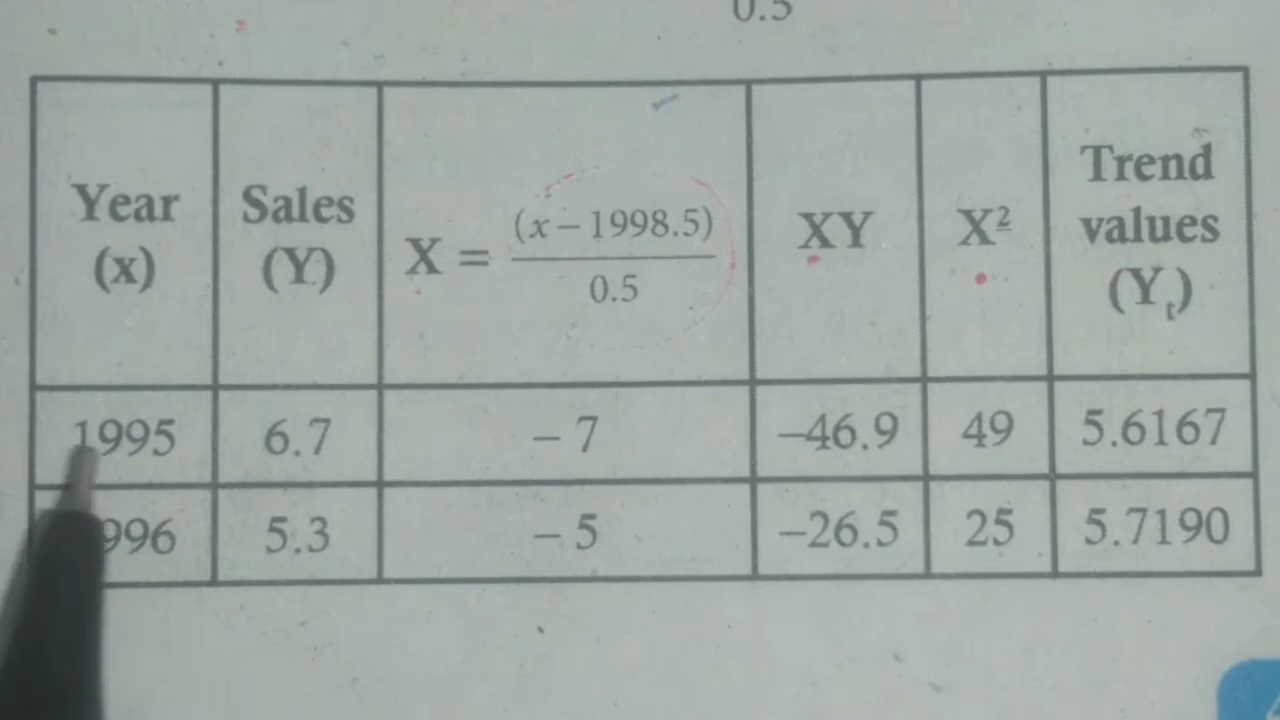 0.5
Year (x) | Sales (Y) | X = (x – 1998.5) / 0.5 | XY | X² | Trend values (Yₜ)
1995 | 6.7 | – 7 | –46.9 | 49 | 5.6167
996 | 5.3 | – 5 | –26.5 | 25 | 5.7190